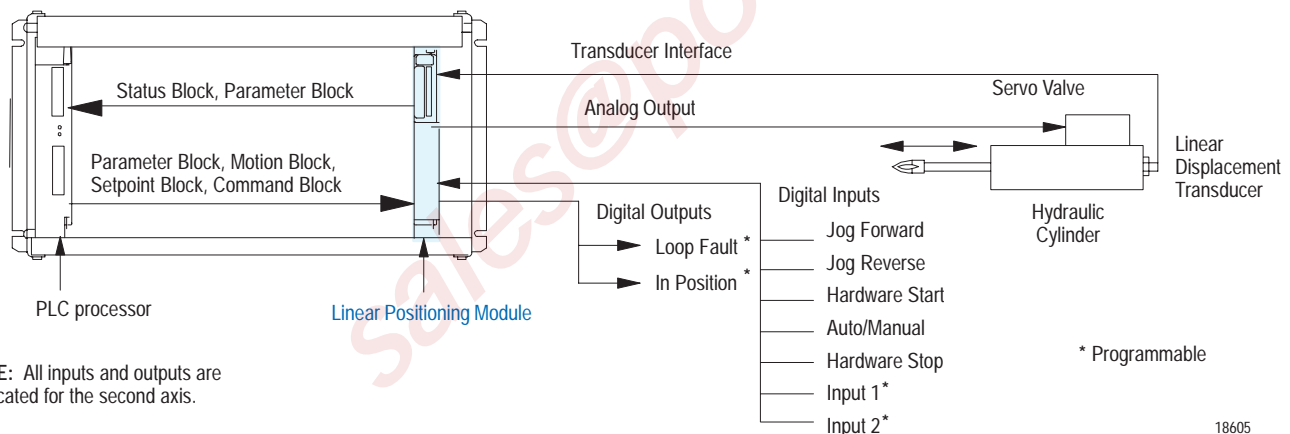 Transducer Interface
Status Block, Parameter Block
Analog Output
Servo Valve
Parameter Block, Motion Block,
Setpoint Block, Command Block
Linear
Displacement
Transducer
Hydraulic
Cylinder
Digital Outputs
Loop Fault *
In Position *
Digital Inputs
Jog Forward
Jog Reverse
Hardware Start
Auto/Manual
Hardware Stop
Input 1*
Input 2*
PLC processor
Linear Positioning Module
* Programmable
E: All inputs and outputs are
cated for the second axis.
18605
sales@po